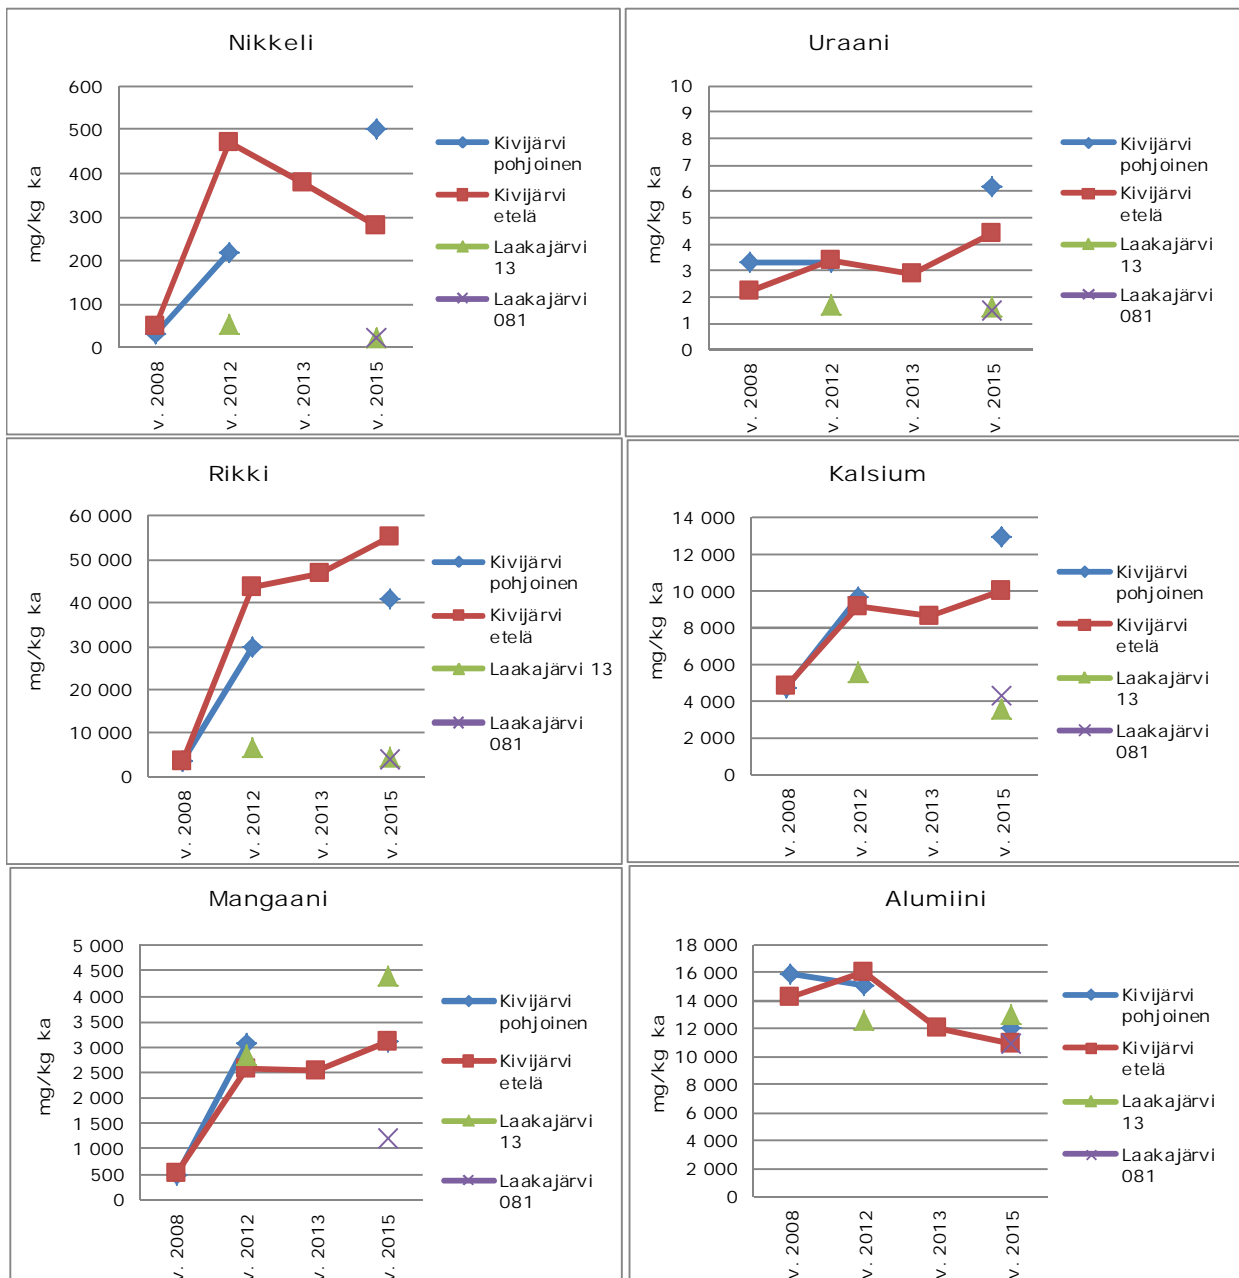 Nikkeli
mg/kg ka
600
500
400
300
200
100
0
v. 2008
v. 2012
v. 2013
v. 2015
Kivijärvi
pohjoinen
Kivijärvi
etelä
Laakajärvi
13
Laakajärvi
081
Uraani
mg/kg ka
10
9
8
7
6
5
4
3
2
1
0
v. 2008
v. 2012
v. 2013
v. 2015
Kivijärvi
pohjoinen
Kivijärvi
etelä
Laakajärvi
13
Laakajärvi
081
Rikki
mg/kg ka
60 000
50 000
40 000
30 000
20 000
10 000
0
v. 2008
v. 2012
v. 2013
v. 2015
Kivijärvi
pohjoinen
Kivijärvi
etelä
Laakajärvi 13
Laakajärvi
081
Kalsium
mg/kg ka
14 000
12 000
10 000
8 000
6 000
4 000
2 000
0
v. 2008
v. 2012
v. 2013
v. 2015
Kivijärvi
pohjoinen
Kivijärvi
etelä
Laakajärvi
13
Laakajärvi
081
Mangaani
mg/kg ka
5 000
4 500
4 000
3 500
3 000
2 500
2 000
1 500
1 000
500
0
v. 2008
v. 2012
v. 2013
v. 2015
Kivijärvi
pohjoinen
Kivijärvi
etelä
Laakajärvi
13
Laakajärvi
081
Alumiini
mg/kg ka
18 000
16 000
14 000
12 000
10 000
8 000
6 000
4 000
2 000
0
v. 2008
v. 2012
v. 2013
v. 2015
Kivijärvi
pohjoinen
Kivijärvi
etelä
Laakajärvi
13
Laakajärvi
081